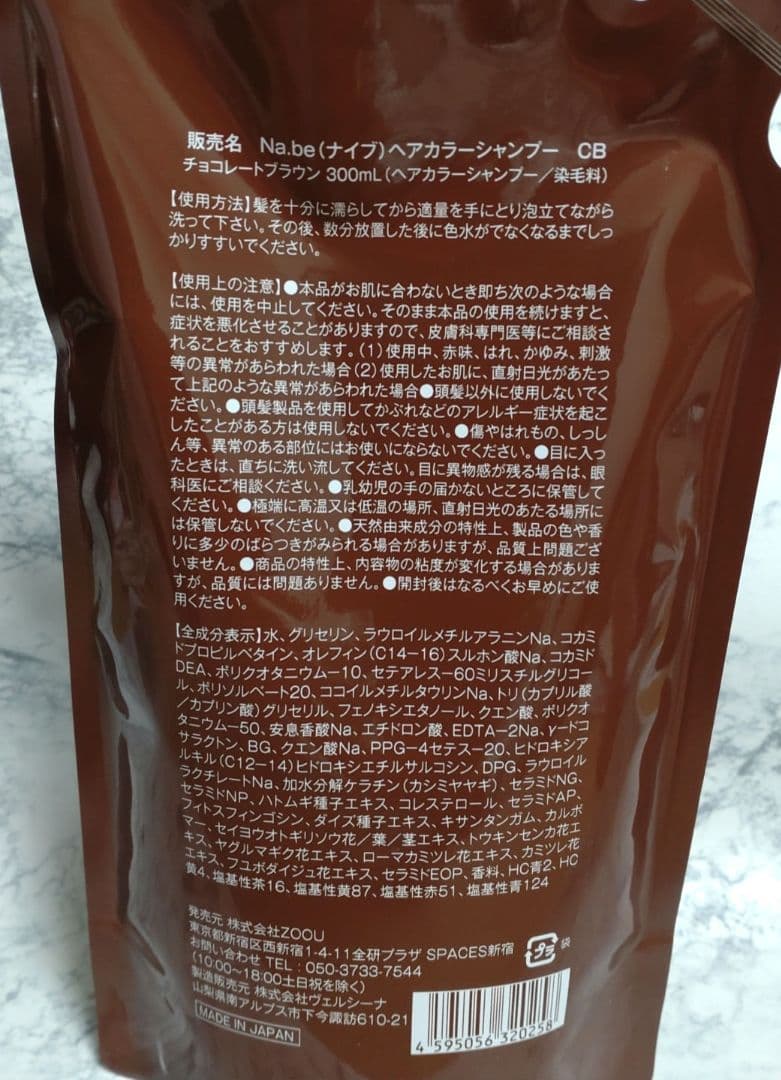 販売名 Na.be(ナイブ)ヘアカラーシャンプー CB
チョコレートブラウン 300mL(ヘアカラーシャンプー/染毛料)
【使用方法】髪を十分に濡らしてから適量を手にとり泡立てながら
洗って下さい。その後、数分放置した後に色水がでなくなるまでしっ
かりすすいでください。
【使用上の注意】●本品がお肌に合わないとき即ち次のような場合
には、使用を中止してください。そのまま本品の使用を続けますと、
症状を悪化させることがありますので、皮膚科専門医等にご相談さ
れることをおすすめします。(1)使用中、赤味、はれ、かゆみ、刺激
等の異常があらわれた場合(2)使用したお肌に、直射日光があたっ
て上記のような異常があらわれた場合●頭髪以外に使用しないでく
ださい。●頭髪製品を使用してかぶれなどのアレルギー症状を起こ
したことがある方は使用しないでください。●傷やはれもの、しっし
ん等、異常のある部位にはお使いにならないでください。●目に入っ
たときは、直ちに洗い流してください。目に異物感が残る場合は、眼
科医にご相談ください。●乳幼児の手の届かないところに保管して
ください。●極端に高温又は低温の場所、直射日光のあたる場所に
は保管しないでください。●天然由来成分の特性上、製品の色や香
りに多少のばらつきがみられる場合がありますが、品質上問題ござ
いません。●商品の特性上、内容物の粘度が変化する場合がありま
すが、品質には問題ありません。●開封後はなるべくお早めにご使
用ください。
【全成分表示】水、グリセリン、ラウロイルメチルアラニンNa、コカミ
ドプロピルベタイン、オレフィン(C14-16)スルホン酸Na、コカミド
DEA、ポリクオタニウム-10、セテアレス-60ミリスチルグリコー
ル、ポリソルベート20、ココイルメチルタウリンNa、トリ(カプリル酸
/カプリン酸)グリセリル、フェノキシエタノール、クエン酸、ポリクオ
タニウム-50、安息香酸Na、エチドロン酸、EDTA-2Na、γ-ドコ
サラクトン、BG、クエン酸Na、PPG-4セテス-20、ヒドロキシア
ルキル(C12-14)ヒドロキシエチルサルコシン、DPG、ラウロイル
ラクチレートNa、加水分解ケラチン(カシミヤヤギ)、セラミドNG、
セラミドNP、ハトムギ種子エキス、コレステロール、セラミドAP、
フィトスフィンゴシン、ダイズ種子エキス、キサンタンガム、カルボ
マー、セイヨウオトギリソウ花/葉/茎エキス、トウキンセンカ花エ
キス、ヤグルマギク花エキス、ローマカミツレ花エキス、カミツレ花
エキス、フユボダイジュ花エキス、セラミドEOP、香料、HC青2、HC
黄4、塩基性茶16、塩基性黄87、塩基性赤51、塩基性青124
発売元 株式会社ZOOU
東京都新宿区西新宿1-4-11全研プラザ SPACES新宿
お問い合わせ TEL : 050-3733-7544
(10:00~18:00土日祝を除く)
製造販売元 株式会社ヴェルシーナ
山梨県南アルプス市下今諏訪610-21
MADE IN JAPAN
プラ 袋
4 595056 320258